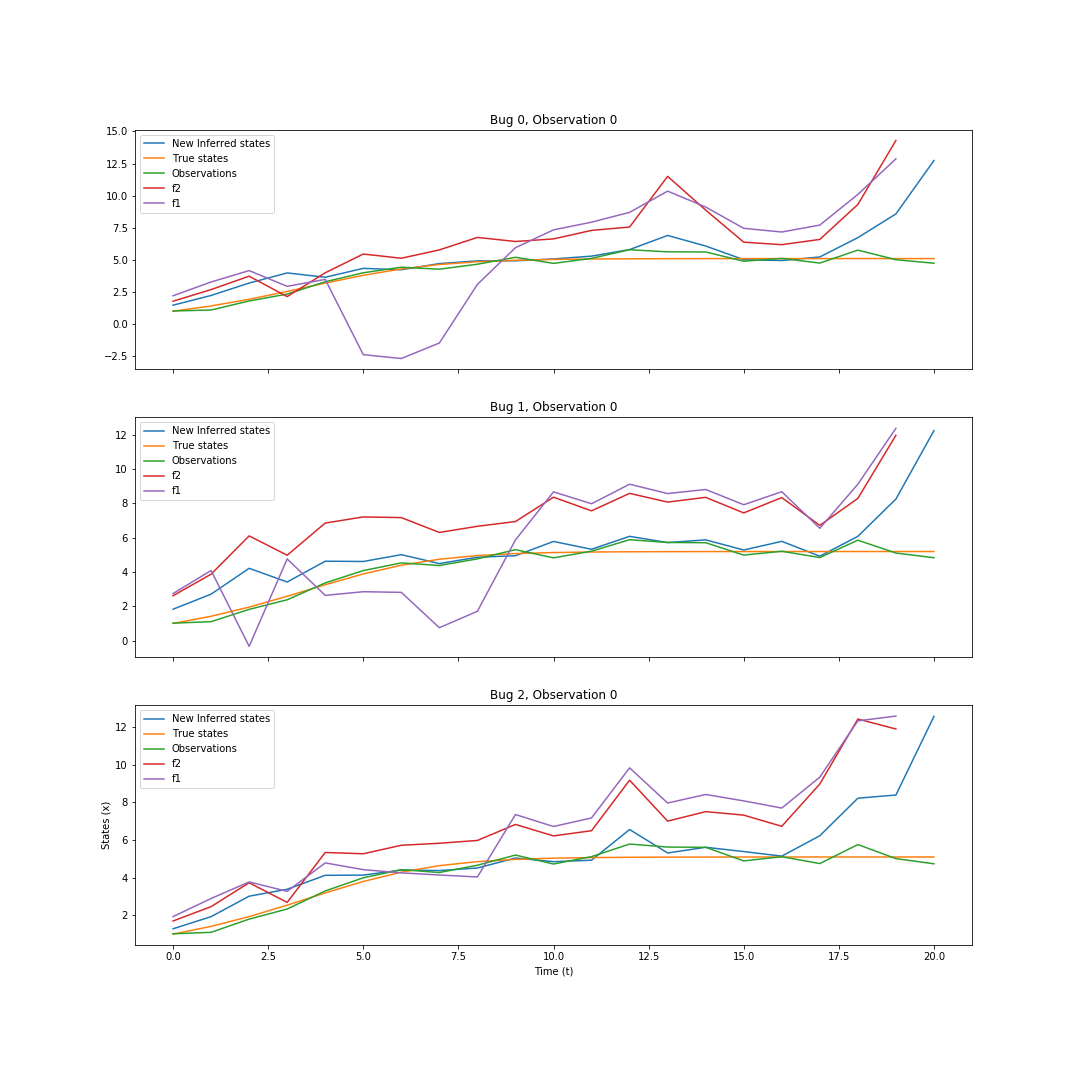 Bug 0, Observation 0
15.0
12.5
10.0
7.5
5.0
2.5
0.0
−2.5
New Inferred states
True states
Observations
f2
f1
Bug 1, Observation 0
12
10
8
6
4
2
0
New Inferred states
True states
Observations
f2
f1
Bug 2, Observation 0
12
10
8
6
4
2
States (x)
New Inferred states
True states
Observations
f2
f1
0.0 2.5 5.0 7.5 10.0 12.5 15.0 17.5 20.0
Time (t)